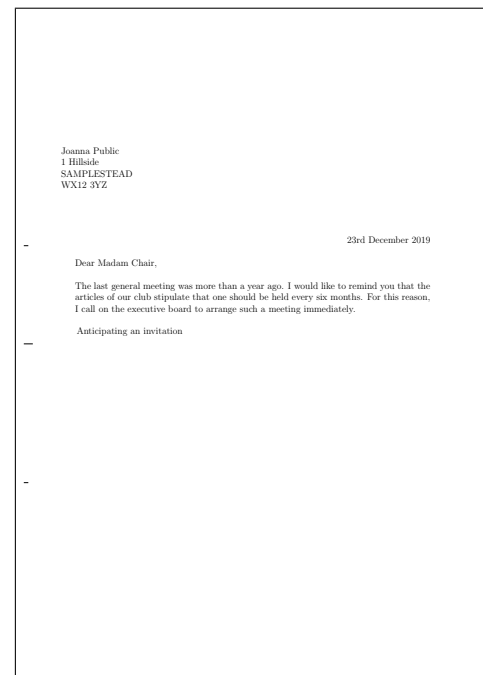 Joanna Public
1 Hillside
SAMPLESTEAD
WX12 3YZ
23rd December 2019
Dear Madam Chair,
The last general meeting was more than a year ago. I would like to remind you that the
articles of our club stipulate that one should be held every six months. For this reason,
I call on the executive board to arrange such a meeting immediately.
Anticipating an invitation